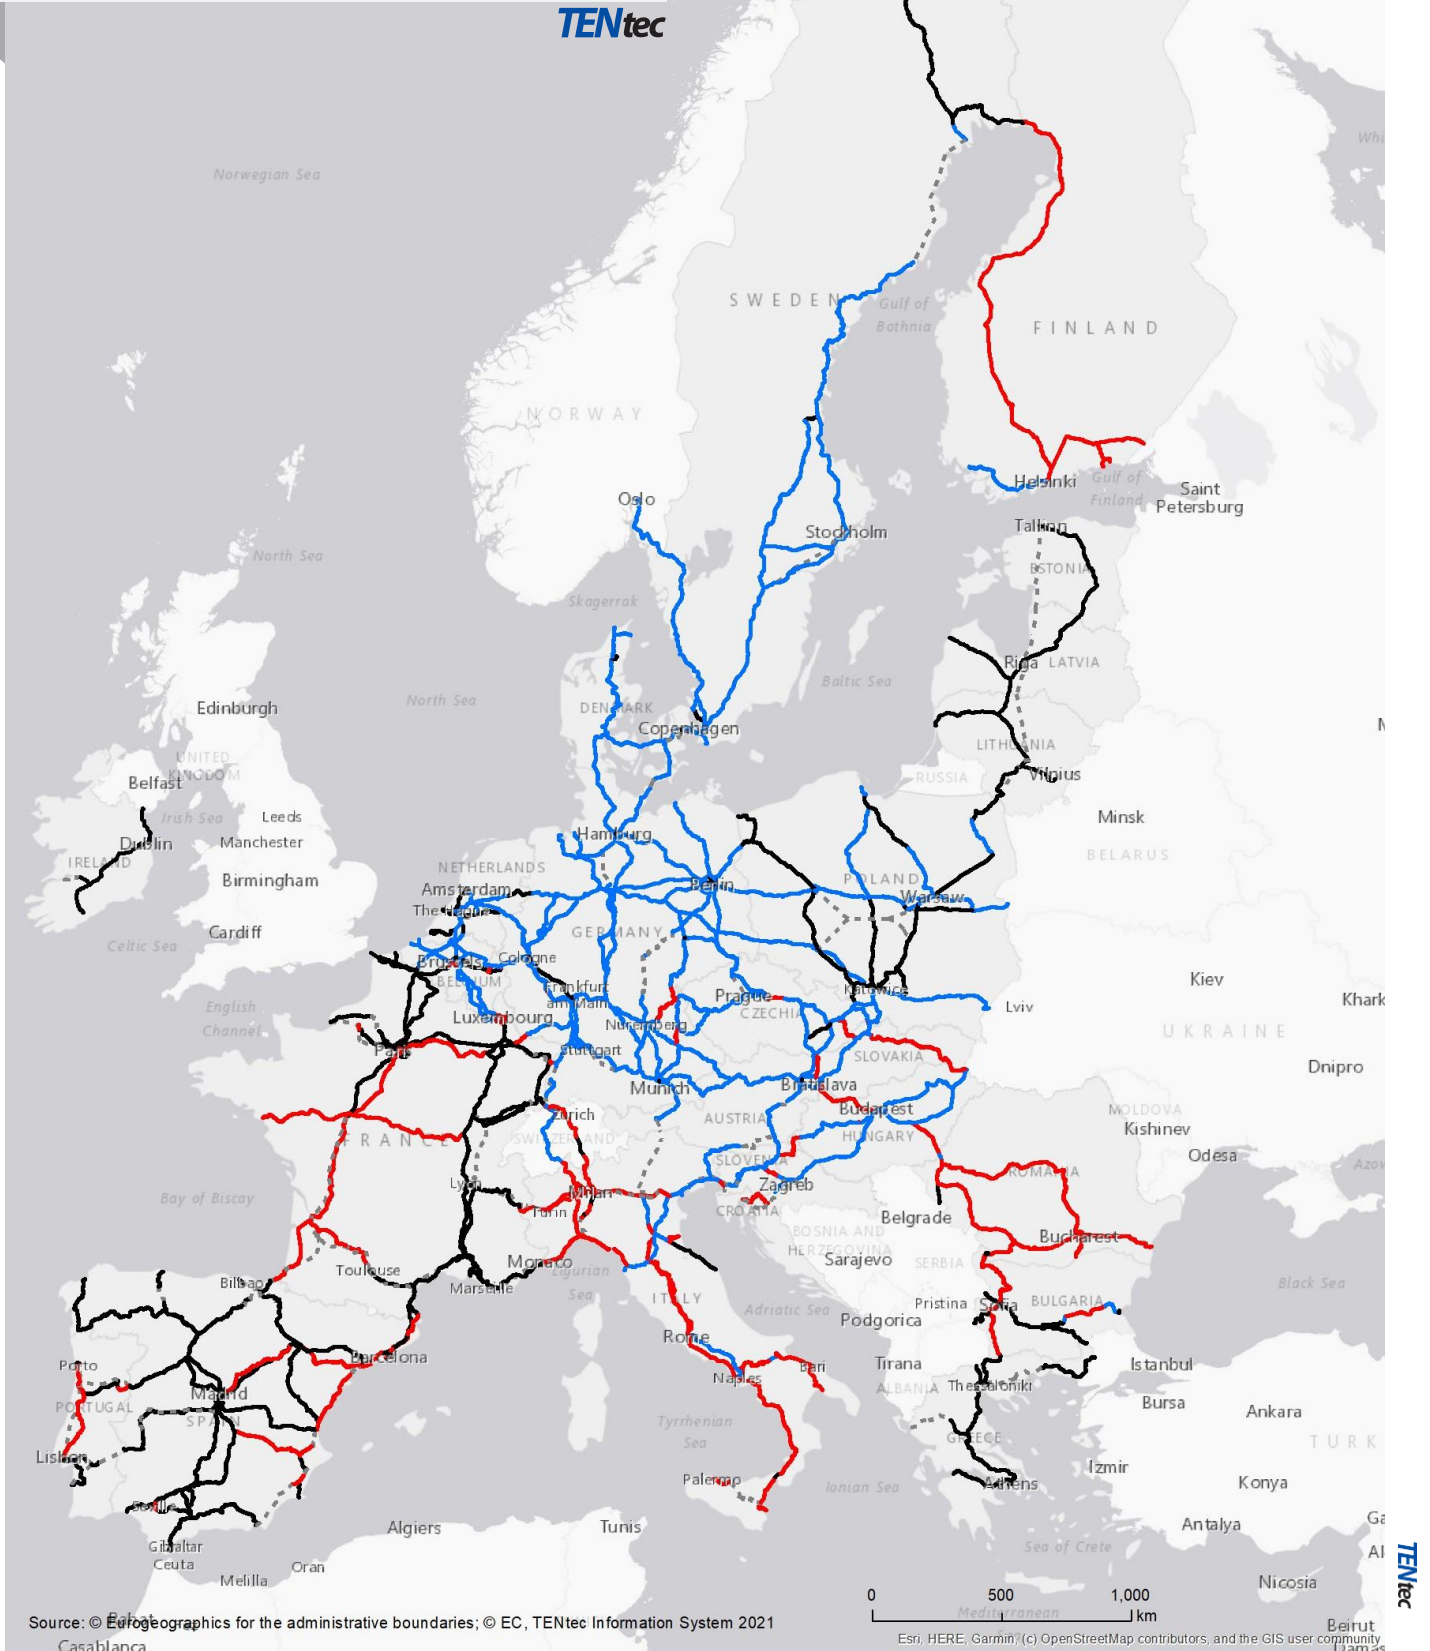 TENtec
Norwegian Sea
Whi
SWEDEN
Gulf of
Bothnia
FINLAND
NORWAY
Oslo
Helsinki
Gulf of
Finland
Saint
Petersburg
Tallinn
Stockholm
North Sea
ESTONIA
Skagerrak
Riga
LATVIA
Baltic Sea
North Sea
Edinburgh
DENMARK
Copenhagen
LITHUANIA
UNITED
KINGDOM
Belfast
RUSSIA
Vilnius
Irish Sea
Leeds
Minsk
Dublin
Manchester
Hamburg
IRELAND
NETHERLANDS
BELARUS
Birmingham
Amsterdam
Berlin
POLAND
Warsaw
The Hague
Celtic Sea
Cardiff
GERMANY
Brussels
Cologne
BELGIUM
Frankfurt
am Main
Prague
Katowice
Kiev
Lviv
Khark
English
Channel
Luxembourg
Nuremberg
CZECHIA
UKRAINE
Paris
Stuttgart
SLOVAKIA
Dnipro
Munich
Bratislava
Zurich
AUSTRIA
Budapest
MOLDOVA
Kishinev
FRANCE
SWITZERLAND
HUNGARY
Odesa
SLOVENIA
ROMANIA
Azov
Bay of Biscay
Lyon
Milan
Zagreb
Turin
CROATIA
Belgrade
BOSNIA AND
HERZEGOVINA
Bucharest
Toulouse
Monaco
Sarajevo
SERBIA
Bilbao
Marseille
Ligurian
Sea
Black Sea
ITALY
Adriatic Sea
Pristina
Sofia
BULGARIA
Podgorica
Rome
Porto
Barcelona
Naples
Bari
Tirana
Istanbul
Madrid
ALBANIA
Thessaloniki
PORTUGAL
SPAIN
Bursa
Ankara
Tyrrhenian
Sea
GREECE
TURK
Lisbon
Izmir
Palermo
Ionian Sea
Athens
Konya
Seville
Algiers
Tunis
Antalya
Ga
Gibraltar
Ceuta
Sea of Crete
Al
Oran
Melilla
Nicosia
TENtec
0 500 1,000
km
Mediterranean
Rabat
Beirut
Source: © Eurogeographics for the administrative boundaries; © EC, TENtec Information System 2021
Esri, HERE, Garmin, (c) OpenStreetMap contributors, and the GIS user community
Casablanca